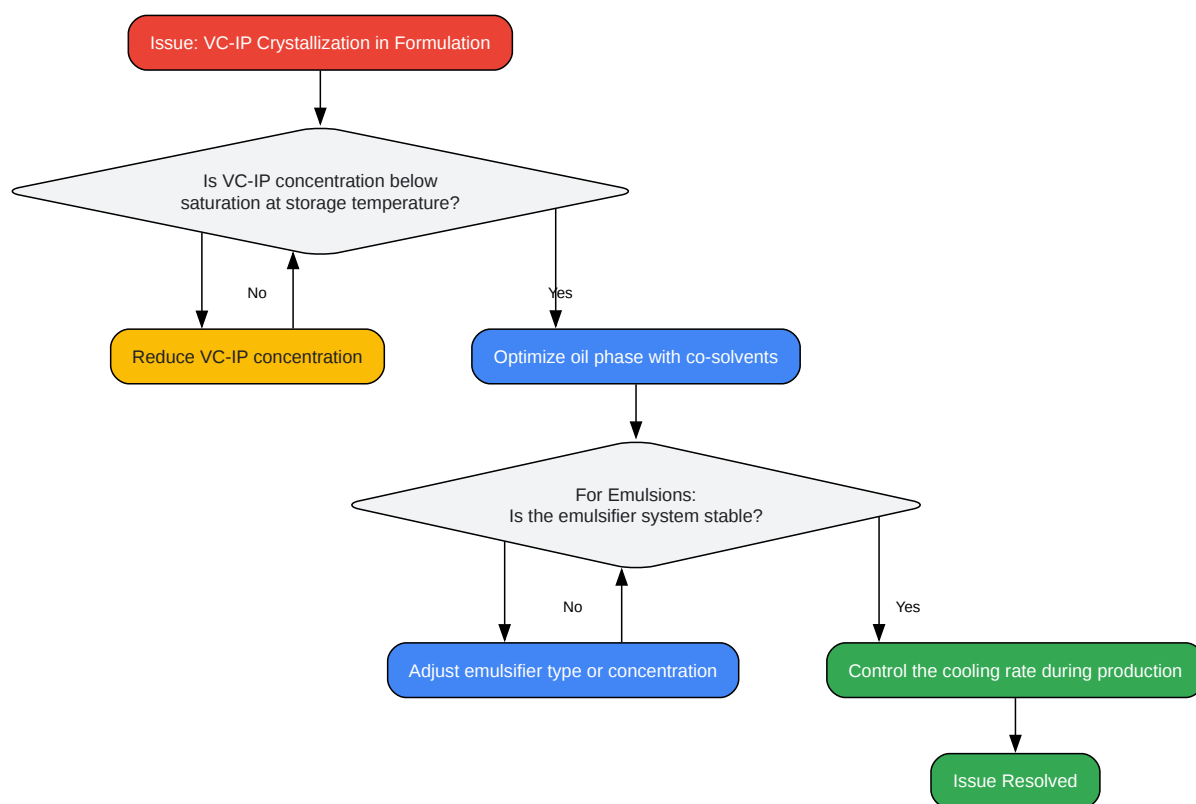 Issue: VC-IP Crystallization in Formulation
Is VC-IP concentration below
saturation at storage temperature?
No
Yes
Reduce VC-IP concentration
Optimize oil phase with co-solvents
For Emulsions:
Is the emulsifier system stable?
No
Yes
Adjust emulsifier type or concentration
Control the cooling rate during production
Issue Resolved